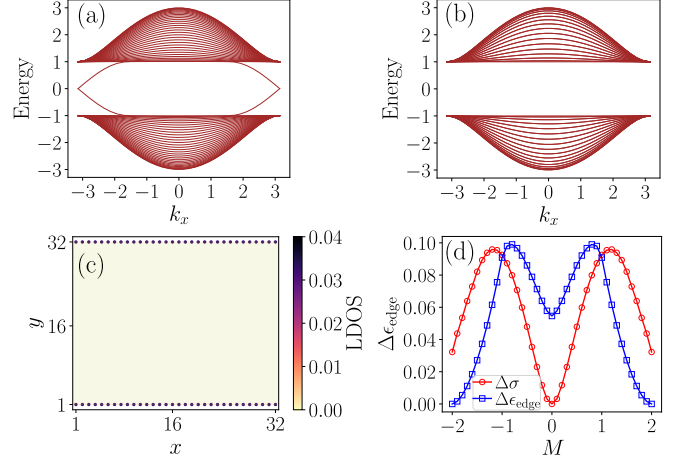 (a)
Energy
3
2
1
0
−1
−2
−3
−3 −2 −1 0 1 2 3
k_x
(b)
Energy
3
2
1
0
−1
−2
−3
−3 −2 −1 0 1 2 3
k_x
(c)
y
32
16
1
1 16 32
x
0.04
0.03
0.02
0.01
0.00
LDOS
(d)
Δϵ_edge
0.10
0.08
0.06
0.04
0.02
0.00
Δσ
Δϵ_edge
−2 −1 0 1 2
M